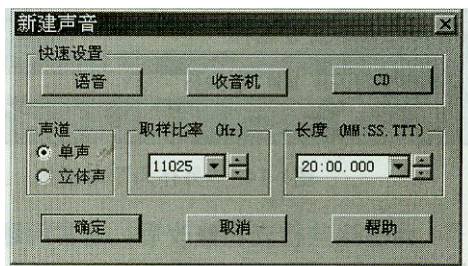 新建声音
快速设置
语音 收音机 CD
声道 取样比率 (Hz) 长度 (MM:SS.TTT)
单声 11025 20:00.000
立体声
确定 取消 帮助